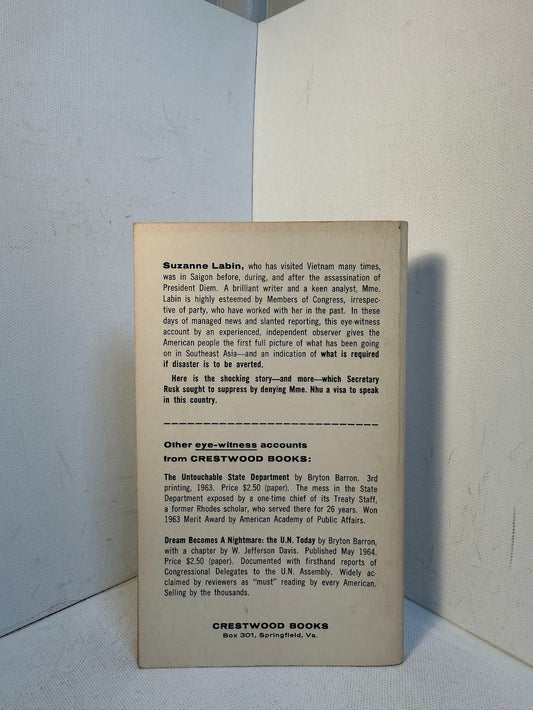 Suzanne Labin, who has visited Vietnam many times,
was in Saigon before, during, and after the assassination of
President Diem. A brilliant writer and a keen analyst, Mme.
Labin is highly esteemed by Members of Congress, irrespec-
tive of party, who have worked with her in the past. In these
days of managed news and slanted reporting, this eye-witness
account by an experienced, independent observer gives the
American people the first full picture of what has been going
on in Southeast Asia—and an indication of what is required
if disaster is to be averted.
Here is the shocking story—and more—which Secretary
Rusk sought to suppress by denying Mme. Nhu a visa to speak
in this country.
Other eye-witness accounts
from CRESTWOOD BOOKS:
The Untouchable State Department by Bryton Barron. 3rd
printing, 1963. Price $2.50 (paper). The mess in the State
Department exposed by a one-time chief of its Treaty Staff,
a former Rhodes scholar, who served there for 26 years. Won
1963 Merit Award by American Academy of Public Affairs.
Dream Becomes A Nightmare: the U.N. Today by Bryton Barron,
with a chapter by W. Jefferson Davis. Published May 1964.
Price $2.50 (paper). Documented with firsthand reports of
Congressional Delegates to the U.N. Assembly. Widely ac-
claimed by reviewers as "must" reading by every American.
Selling by the thousands.
CRESTWOOD BOOKS
Box 301, Springfield, Va.